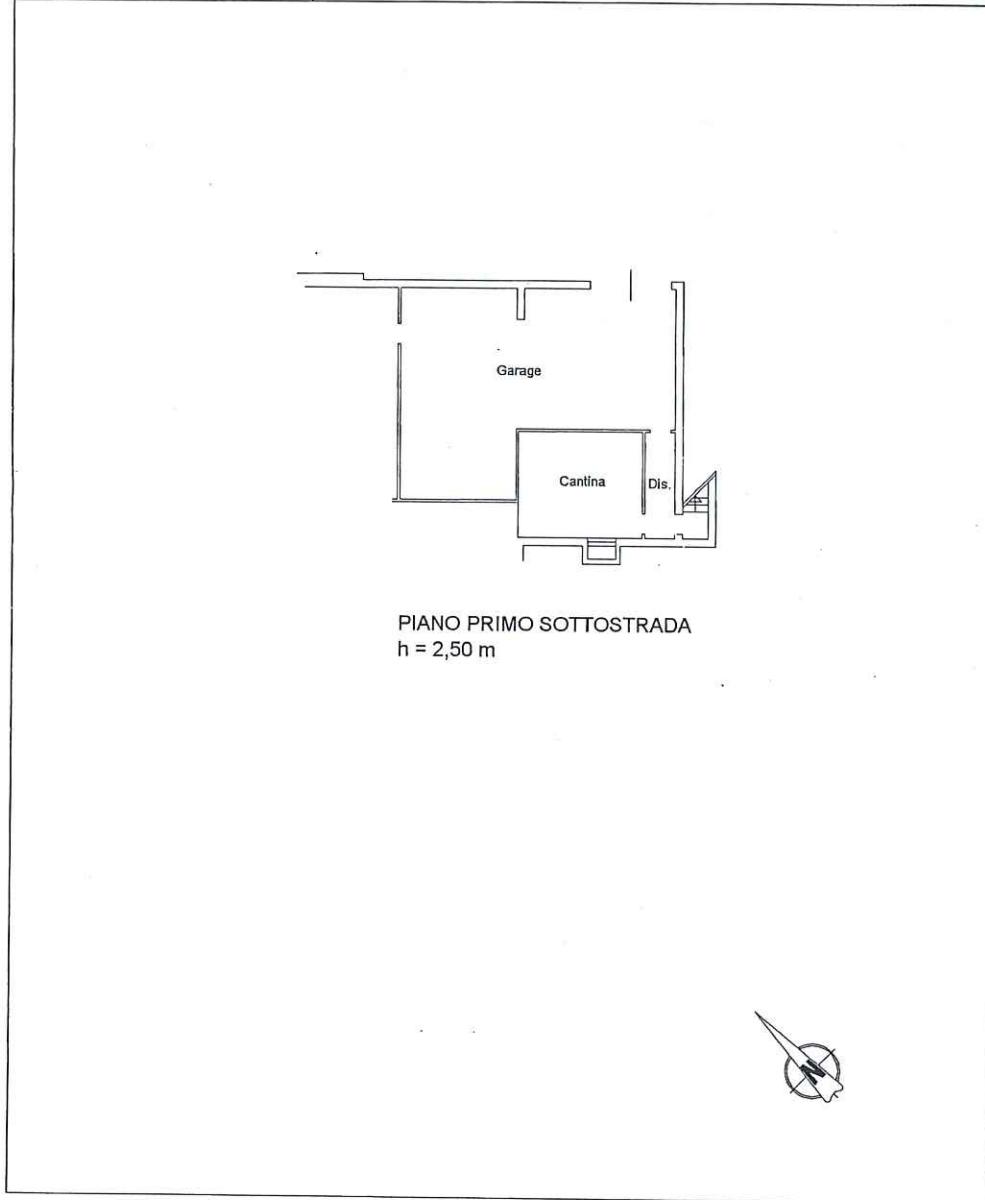 Garage
Cantina
Dis.
PIANO PRIMO SOTTOSTRADA
h = 2,50 m
N